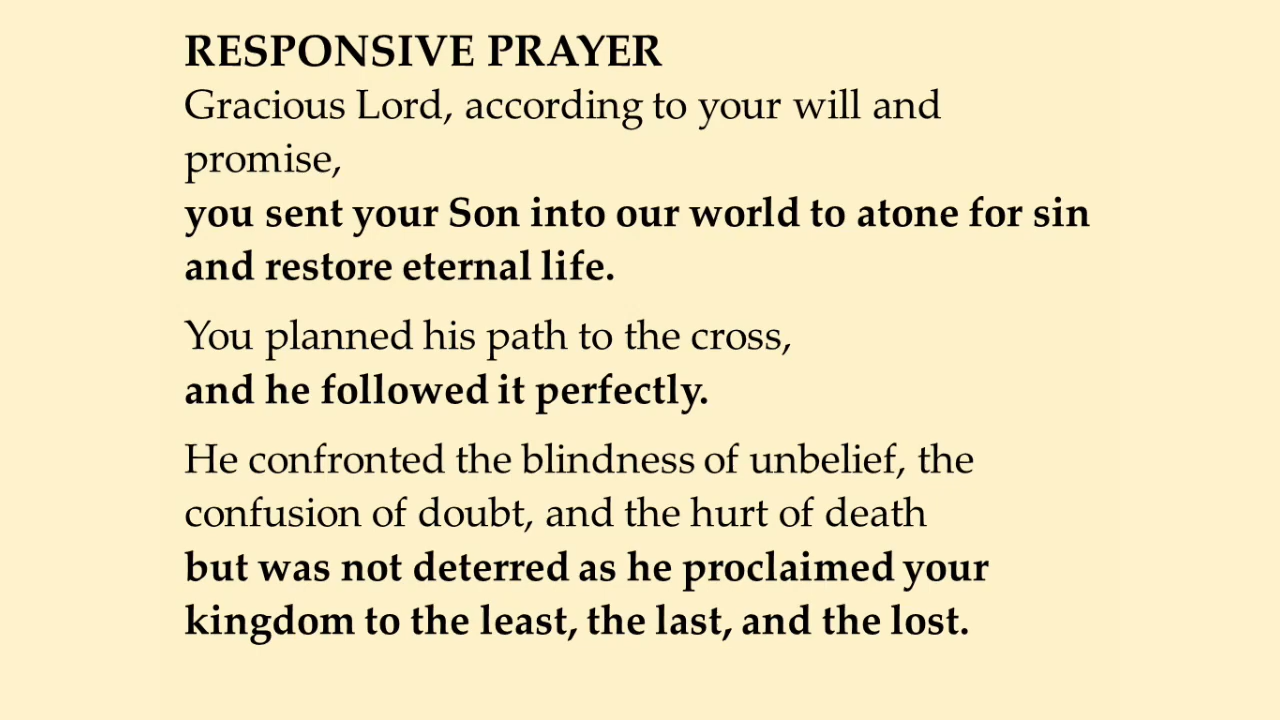 RESPONSIVE PRAYER
Gracious Lord, according to your will and
promise,
you sent your Son into our world to atone for sin
and restore eternal life.
You planned his path to the cross,
and he followed it perfectly.
He confronted the blindness of unbelief, the
confusion of doubt, and the hurt of death
but was not deterred as he proclaimed your
kingdom to the least, the last, and the lost.